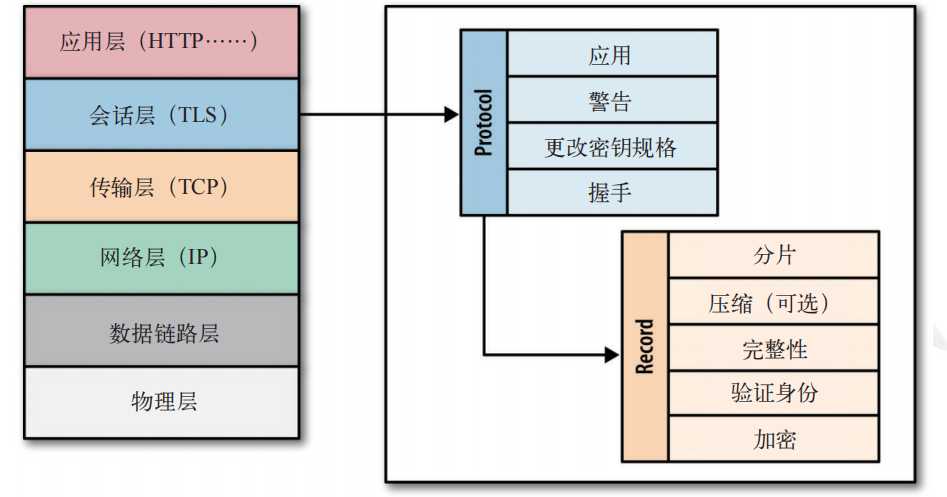 应用层（HTTP……）
会话层（TLS）
传输层（TCP）
网络层（IP）
数据链路层
物理层
Protocol
应用
警告
更改密钥规格
握手
Record
分片
压缩（可选）
完整性
验证身份
加密